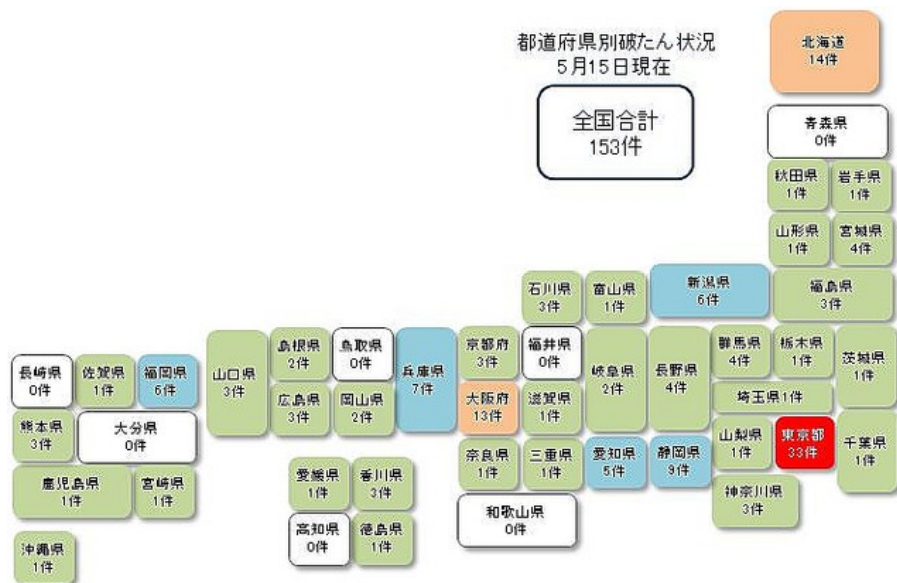 都道府県別破たん状況
5月15日現在
全国合計
153件
北海道
14件
青森県
0件
秋田県
1件
岩手県
1件
山形県
1件
宮城県
4件
石川県
3件
富山県
1件
新潟県
6件
福島県
3件
長崎県
0件
佐賀県
1件
福岡県
6件
山口県
3件
島根県
2件
鳥取県
0件
兵庫県
7件
京都府
3件
福井県
0件
岐阜県
2件
長野県
4件
群馬県
4件
栃木県
1件
茨城県
1件
広島県
3件
岡山県
2件
大阪府
13件
滋賀県
1件
埼玉県1件
熊本県
3件
大分県
0件
奈良県
1件
三重県
1件
愛知県
5件
静岡県
9件
山梨県
1件
東京都
33件
千葉県
1件
鹿児島県
1件
宮崎県
1件
愛媛県
1件
香川県
3件
和歌山県
0件
神奈川県
3件
沖縄県
1件
高知県
0件
徳島県
1件